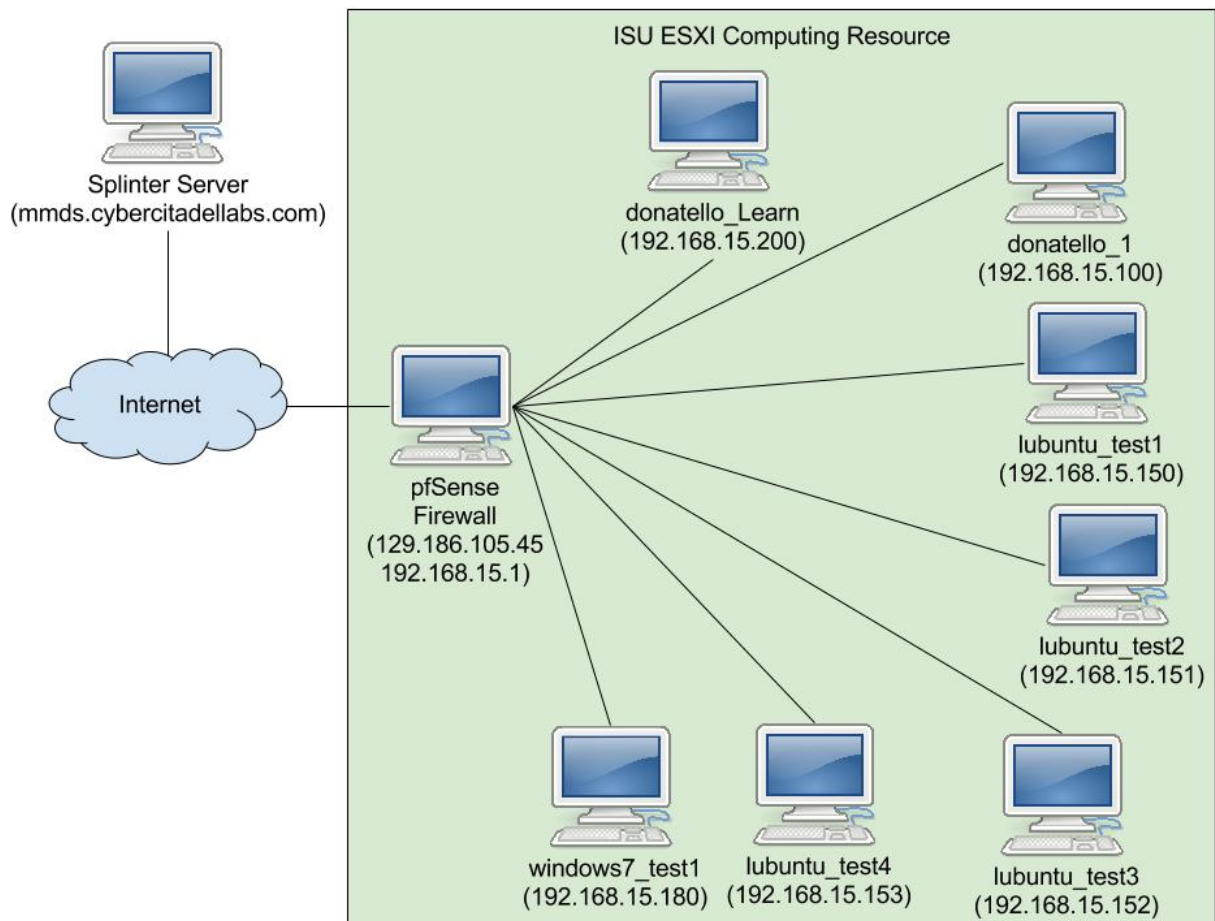 ISU ESXI Computing Resource
Splinter Server
(mmds.cybercitadellabs.com)
donatello_Learn
(192.168.15.200)
donatello_1
(192.168.15.100)
Internet
pfSense
Firewall
(129.186.105.45
192.168.15.1)
lubuntu_test1
(192.168.15.150)
lubuntu_test2
(192.168.15.151)
windows7_test1
(192.168.15.180)
lubuntu_test4
(192.168.15.153)
lubuntu_test3
(192.168.15.152)